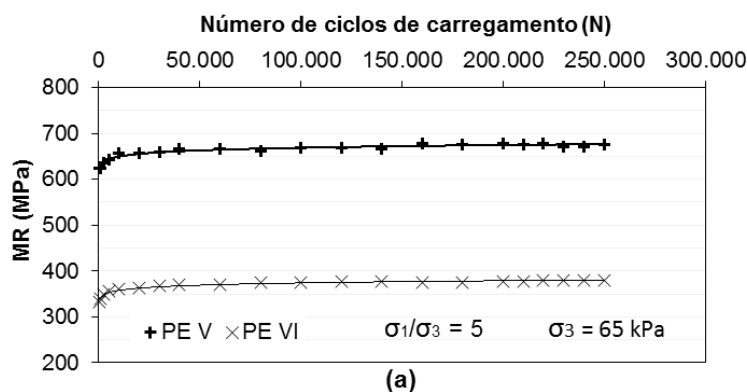 Número de ciclos de carregamento (N)
0 50.000 100.000 150.000 200.000 250.000 300.000
800
700
600
500
400
300
200
MR (MPa)
PE V PE VI σ1/σ3 = 5 σ3 = 65 kPa
(a)